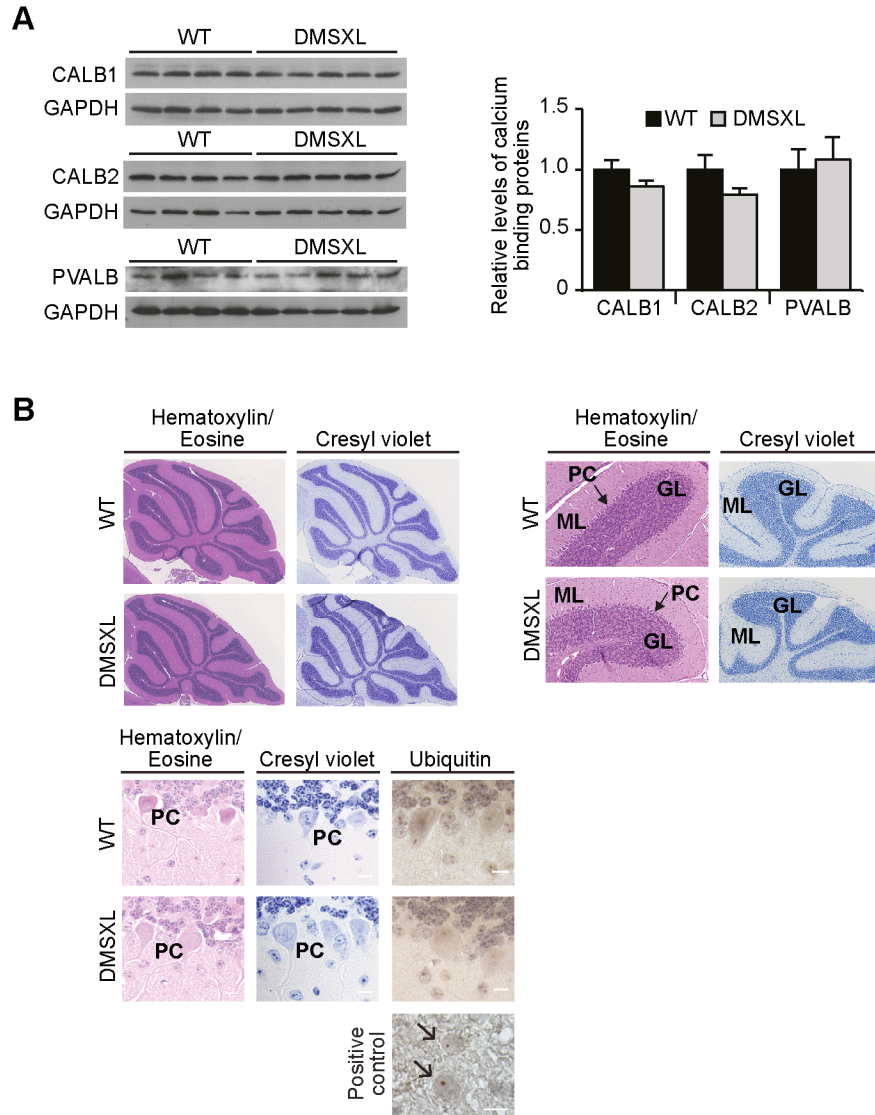 A
WT DMSXL
CALB1
GAPDH
WT DMSXL
CALB2
GAPDH
WT DMSXL
PVALB
GAPDH
Relative levels of calcium
binding proteins
1.5
1.0
0.5
0
WT DMSXL
CALB1 CALB2 PVALB
B
Hematoxylin/
Eosine Cresyl violet
WT
DMSXL
Hematoxylin/
Eosine Cresyl violet
WT
PC
GL
ML
GL
ML
DMSXL
ML
PC
GL
GL
ML
Hematoxylin/
Eosine Cresyl violet Ubiquitin
WT
PC
PC
DMSXL
PC
PC
Positive
control